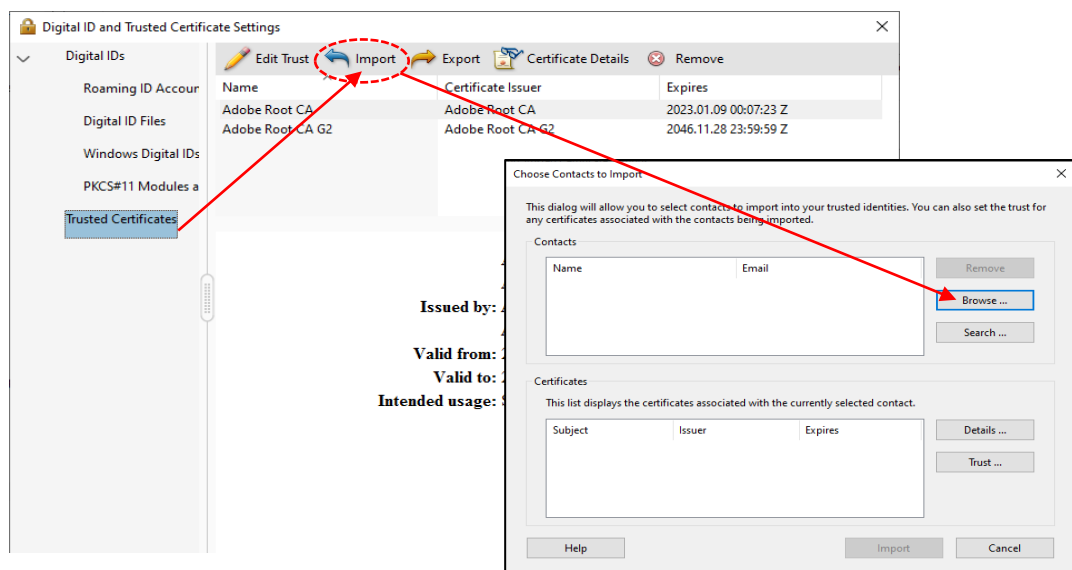 Digital ID and Trusted Certificate Settings
Digital IDs
Roaming ID Accour
Digital ID Files
Windows Digital IDs
PKCS#11 Modules a
Trusted Certificates
Edit Trust Import Export Certificate Details Remove
Name Certificate Issuer Expires
Adobe Root CA Adobe Root CA 2023.01.09 00:07:23 Z
Adobe Root CA G2 Adobe Root CA G2 2046.11.28 23:59:59 Z
Issued by:
Valid from:
Valid to:
Intended usage:
Choose Contacts to Import
This dialog will allow you to select contacts to import into your trusted identities. You can also set the trust for
any certificates associated with the contacts being imported.
Contacts
Name Email
Remove
Browse ...
Search ...
Certificates
This list displays the certificates associated with the currently selected contact.
Subject Issuer Expires
Details ...
Trust ...
Help Import Cancel